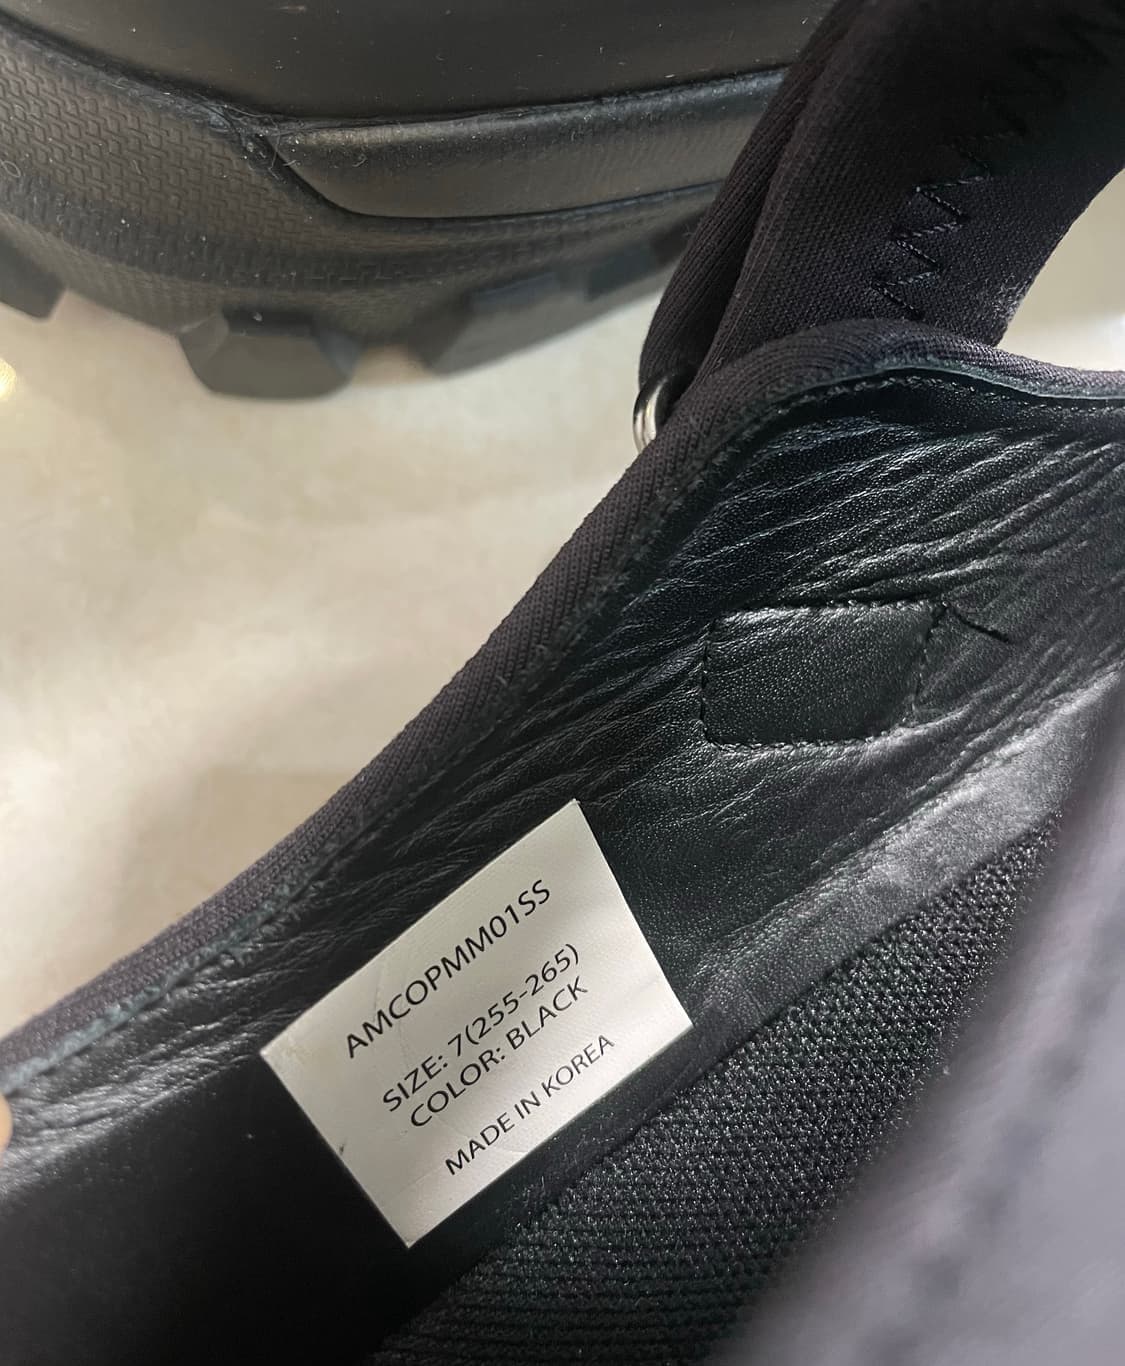 AMCOPMM01SS
SIZE: 7(255-265)
COLOR: BLACK
MADE IN KOREA